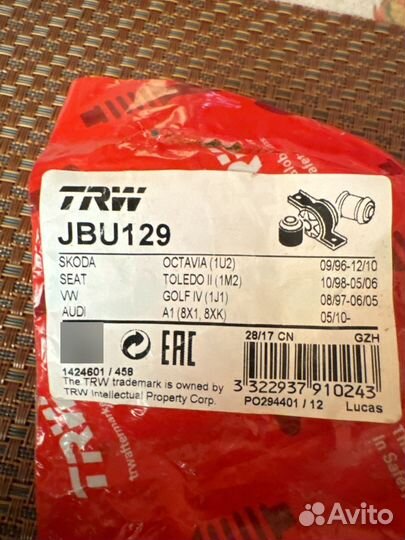 TRW
JBU129
SKODA OCTAVIA (1U2) 09/96-12/10
SEAT TOLEDO II (1M2) 10/98-05/06
VW GOLF IV (1J1) 08/97-06/05
AUDI A1 (8X1, 8XK) 05/10-
28/17 CN GZH
EAC
1424601 / 458
The TRW trademark is owned by
TRW Intellectual Property Corp.
3 322937 910243
PO294401 / 12 Lucas
TRW
Avito